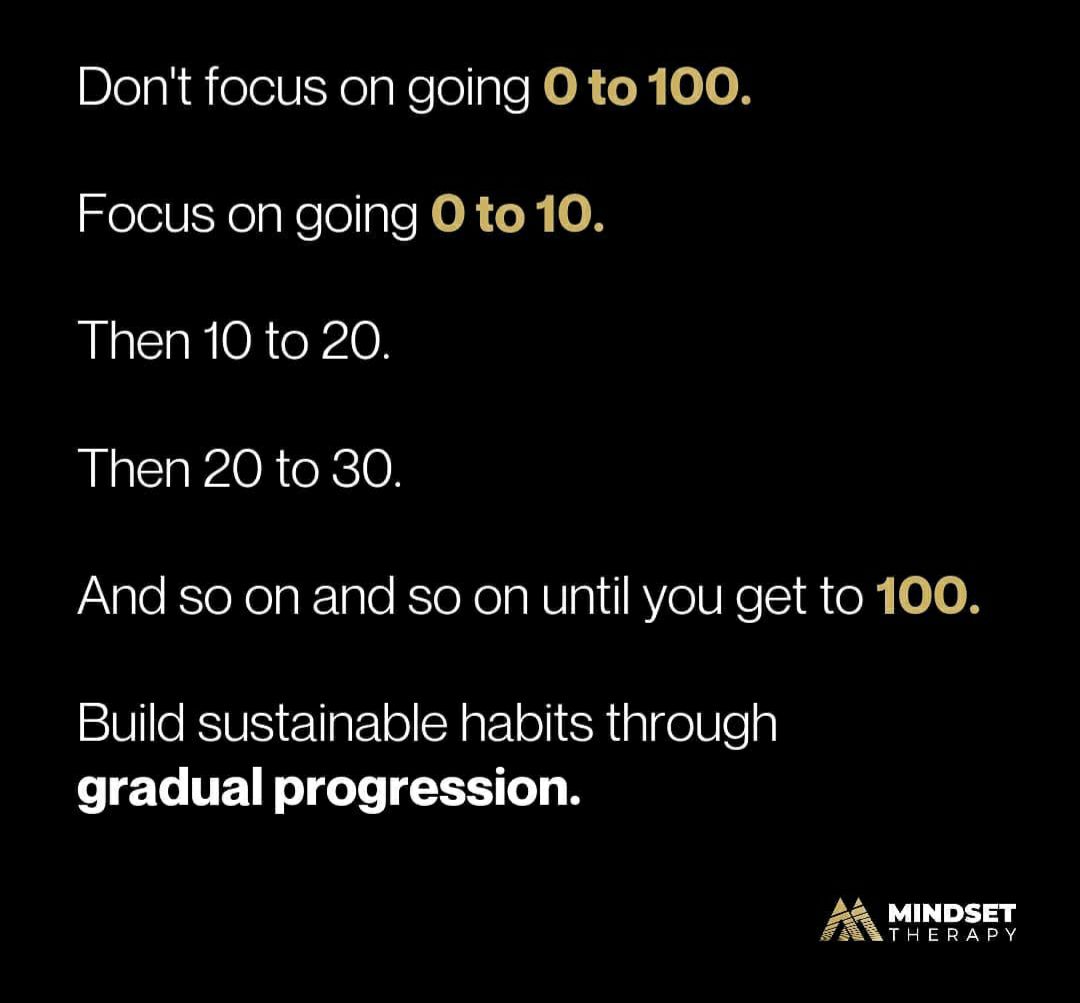 Don't focus on going 0 to 100.
Focus on going 0 to 10.
Then 10 to 20.
Then 20 to 30.
And so on and so on until you get to 100.
Build sustainable habits through
gradual progression.
MINDSET
THERAPY